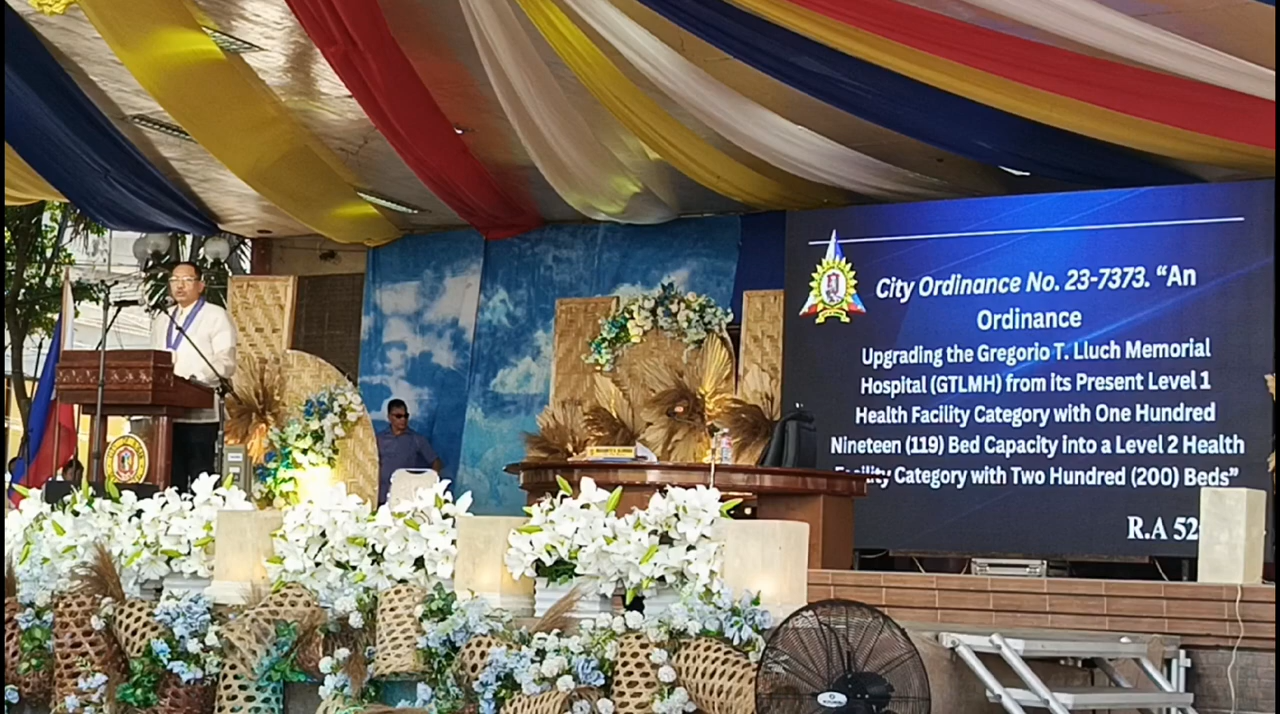 City Ordinance No. 23-7373. “An
Ordinance
Upgrading the Gregorio T. Lluch Memorial
Hospital (GTLMH) from its Present Level 1
Health Facility Category with One Hundred
Nineteen (119) Bed Capacity into a Level 2 Health
Facility Category with Two Hundred (200) Beds”
R.A 52